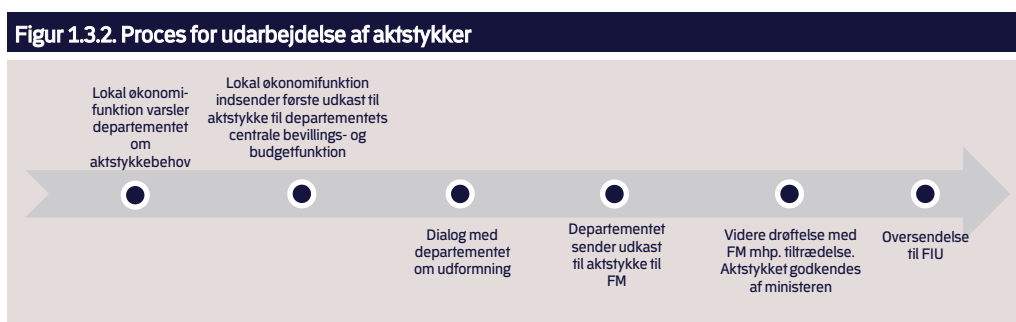 Figur 1.3.2. Proces for udarbejdelse af aktstykker
Lokal økonomi-
funktion varsler
departementet
om
aktstykkebehov
Lokal økonomifunktion
indsender første udkast til
aktstykke til departementets
centrale bevillings- og
budgetfunktion
Dialog med
departementet
om udformning
Departementet
sender udkast
til aktstykke til
FM
Videre drøftelse med
FM mhp. tiltrædelse.
Aktstykket godkendes
af ministeren
Oversendelse
til FIU